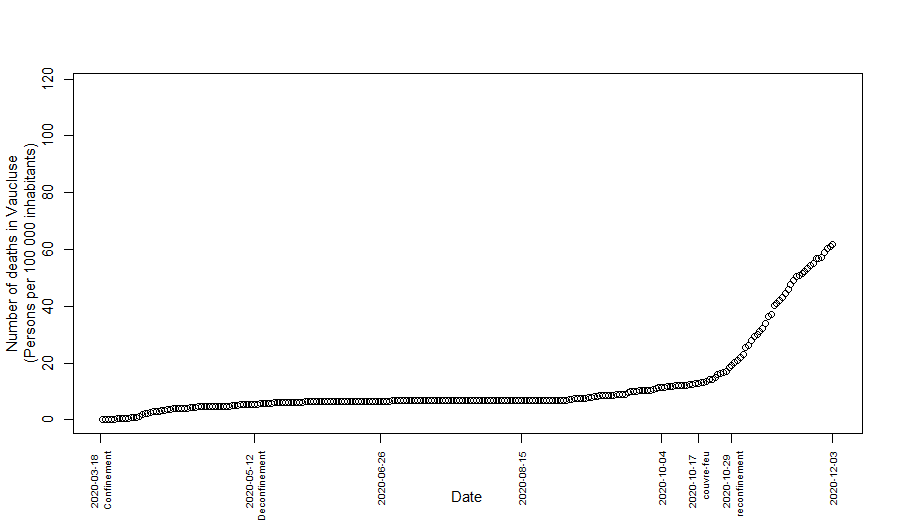 Number of deaths in Vaucluse
(Persons per 100 000 inhabitants)
120
100
80
60
40
20
0
2020-03-18
Confinement
2020-05-12
Deconfinement
2020-06-26
2020-08-15
2020-10-04
2020-10-17
couvre-feu
2020-10-29
reconfinement
2020-12-03
Date